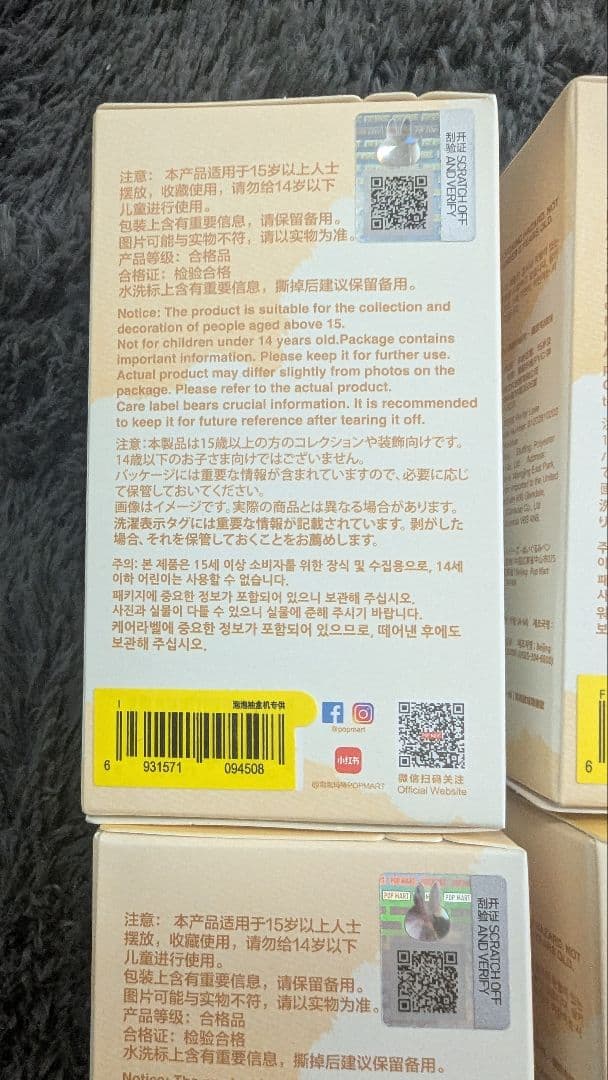 注意： 本产品适用于15岁以上人士
摆放，收藏使用，请勿给14岁以下
儿童进行使用。
包装上含有重要信息，请保留备用。
图片可能与实物不符，请以实物为准。
产品等级：合格品
合格证：检验合格
水洗标上含有重要信息，撕掉后建议保留备用。
开证 SCRATCH OFF
刮验 AND VERIFY
Notice: The product is suitable for the collection and
decoration of people aged above 15.
Not for children under 14 years old.Package contains
important information. Please keep it for further use.
Actual product may differ slightly from photos on the
package. Please refer to the actual product.
Care label bears crucial information. It is recommended
to keep it for future reference after tearing it off.
注意:本製品は15歳以上の方のコレクションや装飾向けです。
14歳以下のお子さま向けではございません。
パッケージには重要な情報が含まれていますので、必要に応じ
て保管しておいてください。
画像はイメージです。実際の商品とは異なる場合があります。
洗濯表示タグには重要な情報が記載されています。剥がした
場合、それを保管しておくことをお薦めします。
주의: 본 제품은 15세 이상 소비자를 위한 장식 및 수집용으로, 14세
이하 어린이는 사용할 수 없습니다.
패키지에 중요한 정보가 포함되어 있으니 보관해 주십시오.
사진과 실물이 다를 수 있으니 실물에 준해 주시기 바랍니다.
케어라벨에 중요한 정보가 포함되어 있으므로, 떼어낸 후에도
보관해 주십시오.
泡泡抽盒机专供
6 931571 094508
@popmart
小红书
@泡泡玛特POPMART
POP MART
微信扫码关注
Official Website
6
POP MART
POP MART
开证 SCRATCH OFF
刮验 AND VERIFY
注意： 本产品适用于15岁以上人士
摆放，收藏使用，请勿给14岁以下
儿童进行使用。
包装上含有重要信息，请保留备用。
图片可能与实物不符，请以实物为准。
产品等级：合格品
合格证：检验合格
水洗标上含有重要信息，撕掉后建议保留备用。
Notice: The product is suitable for the collection and